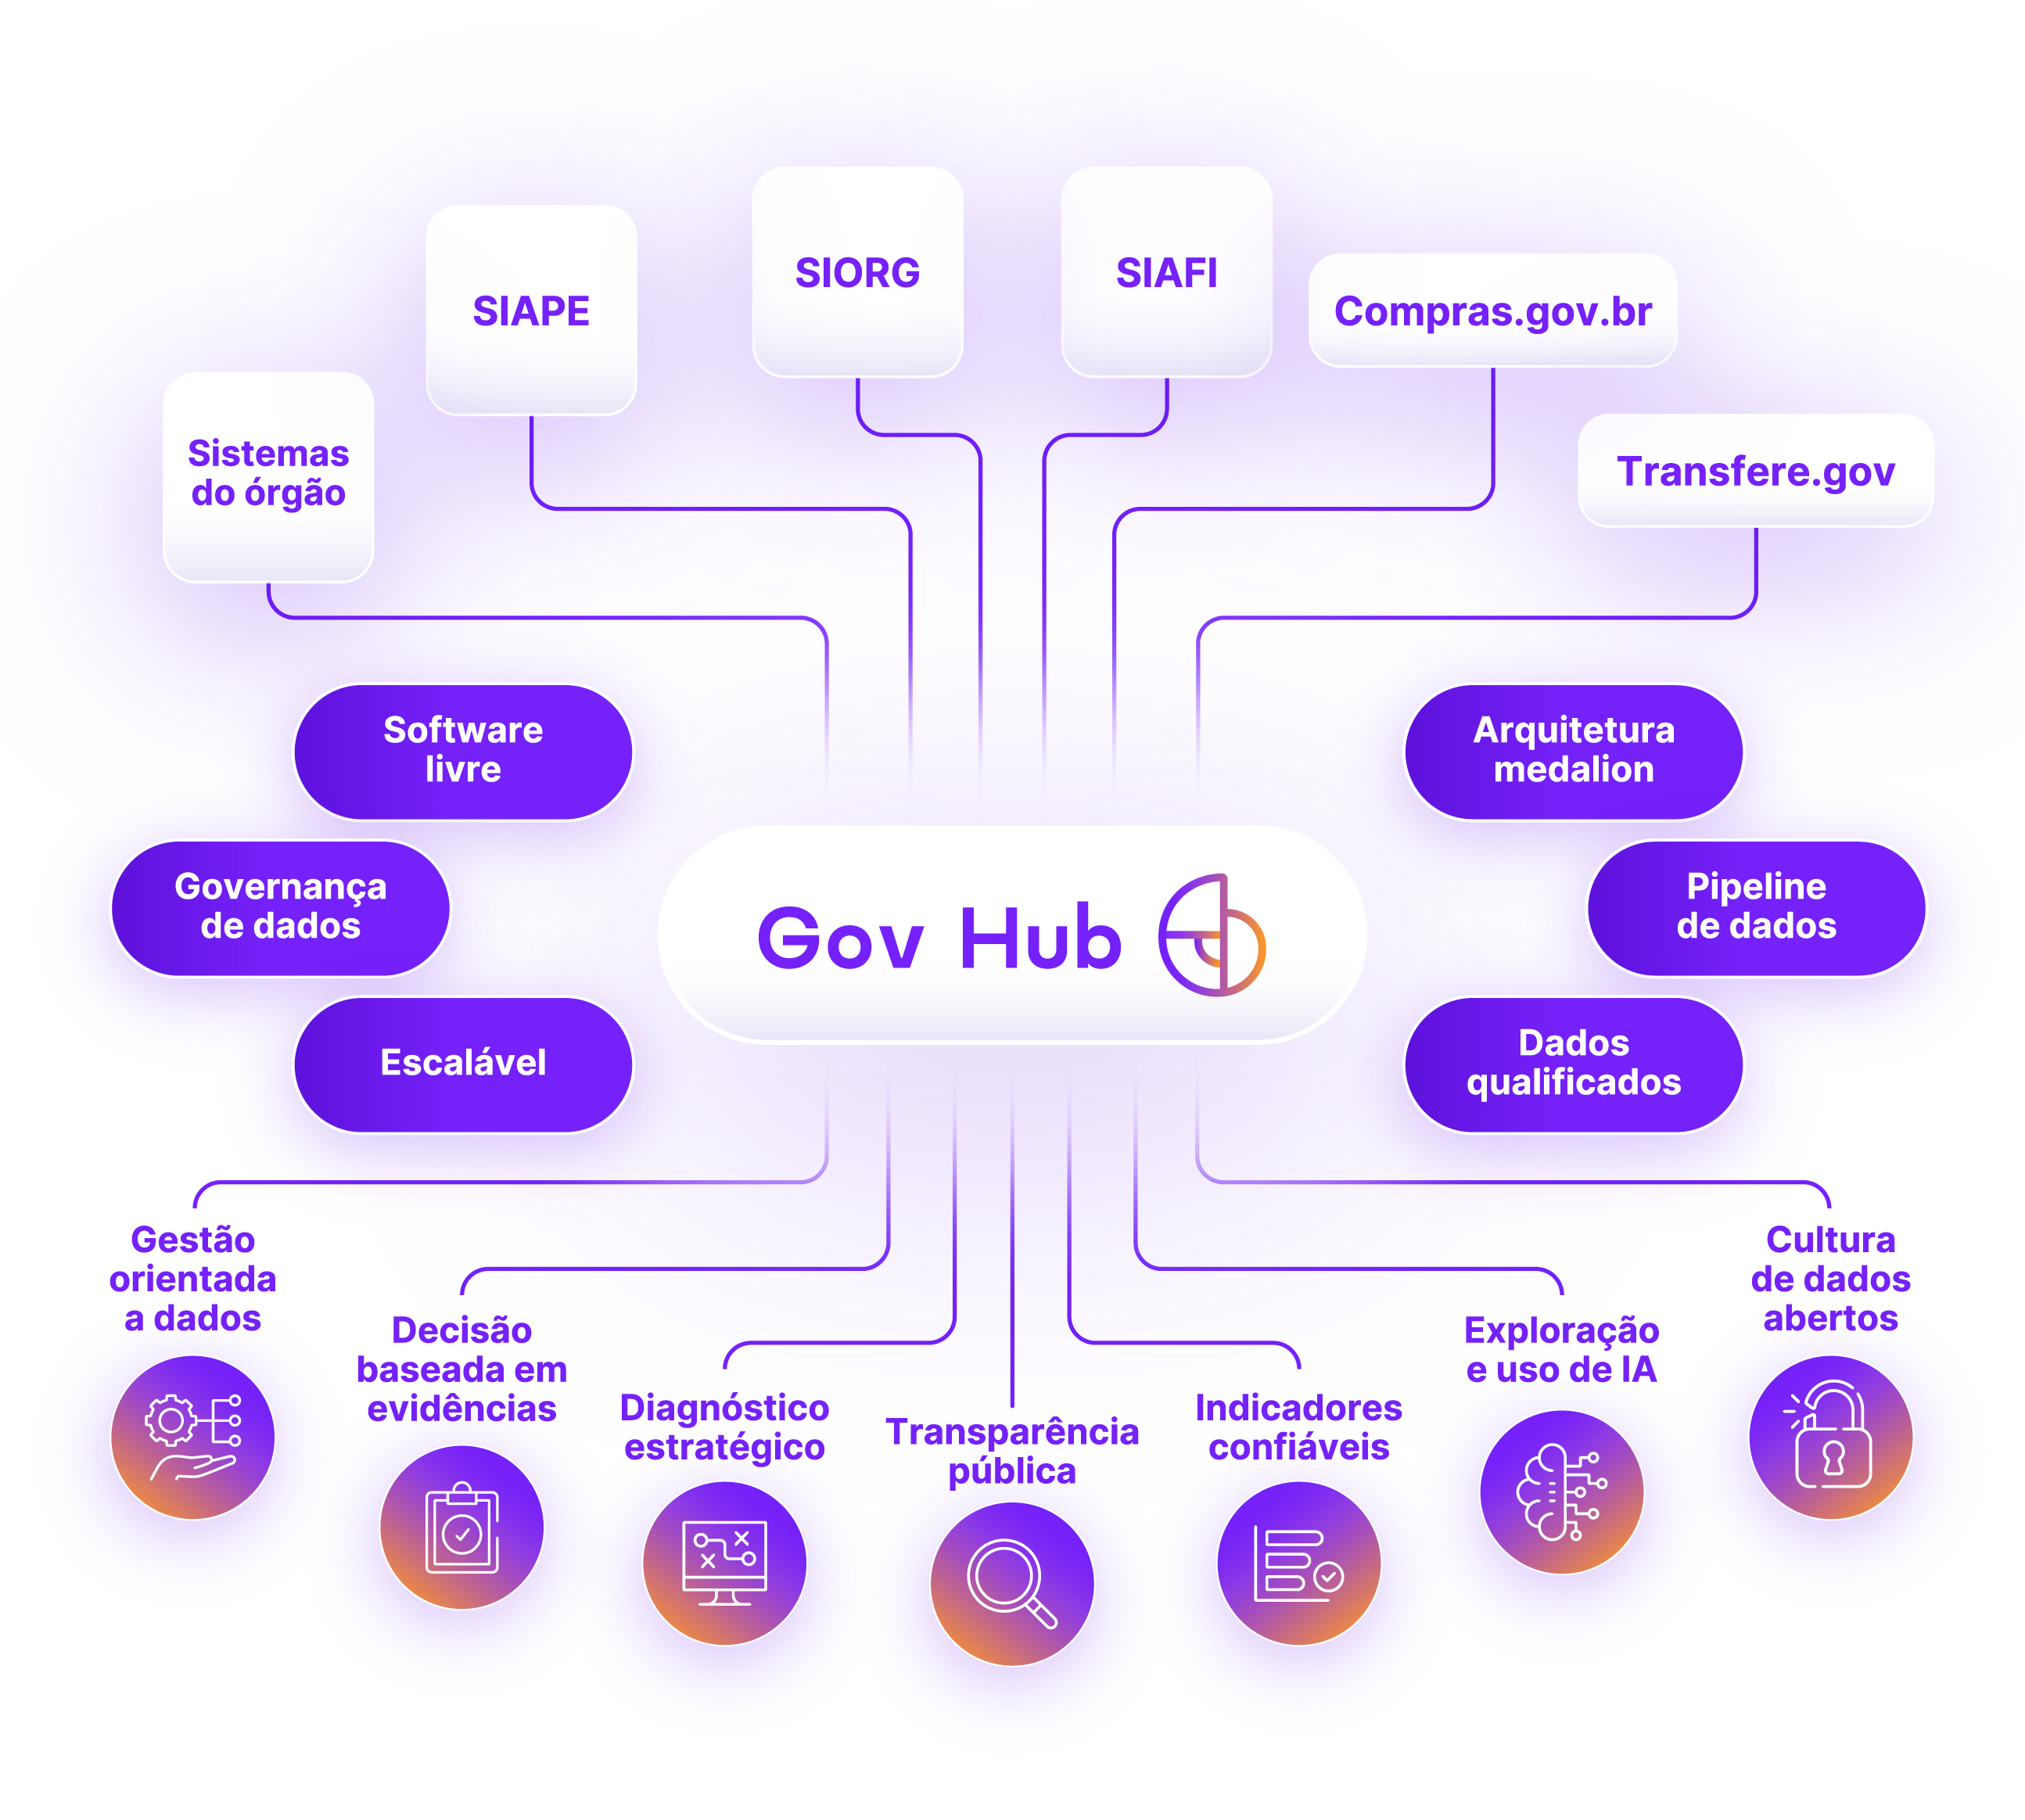 SIORG
SIAFI
SIAPE
Compras.gov.br
Sistemas
do órgão
Transfere.gov
Software
livre
Arquitetura
medalion
Governança
de dados
Pipeline
de dados
Gov Hub
Escalável
Dados
qualificados
Gestão
orientada
a dados
Decisão
baseada em
evidências
Diagnóstico
estratégico
Transparência
pública
Indicadores
confiáveis
Exploração
e uso de IA
Cultura
de dados
abertos